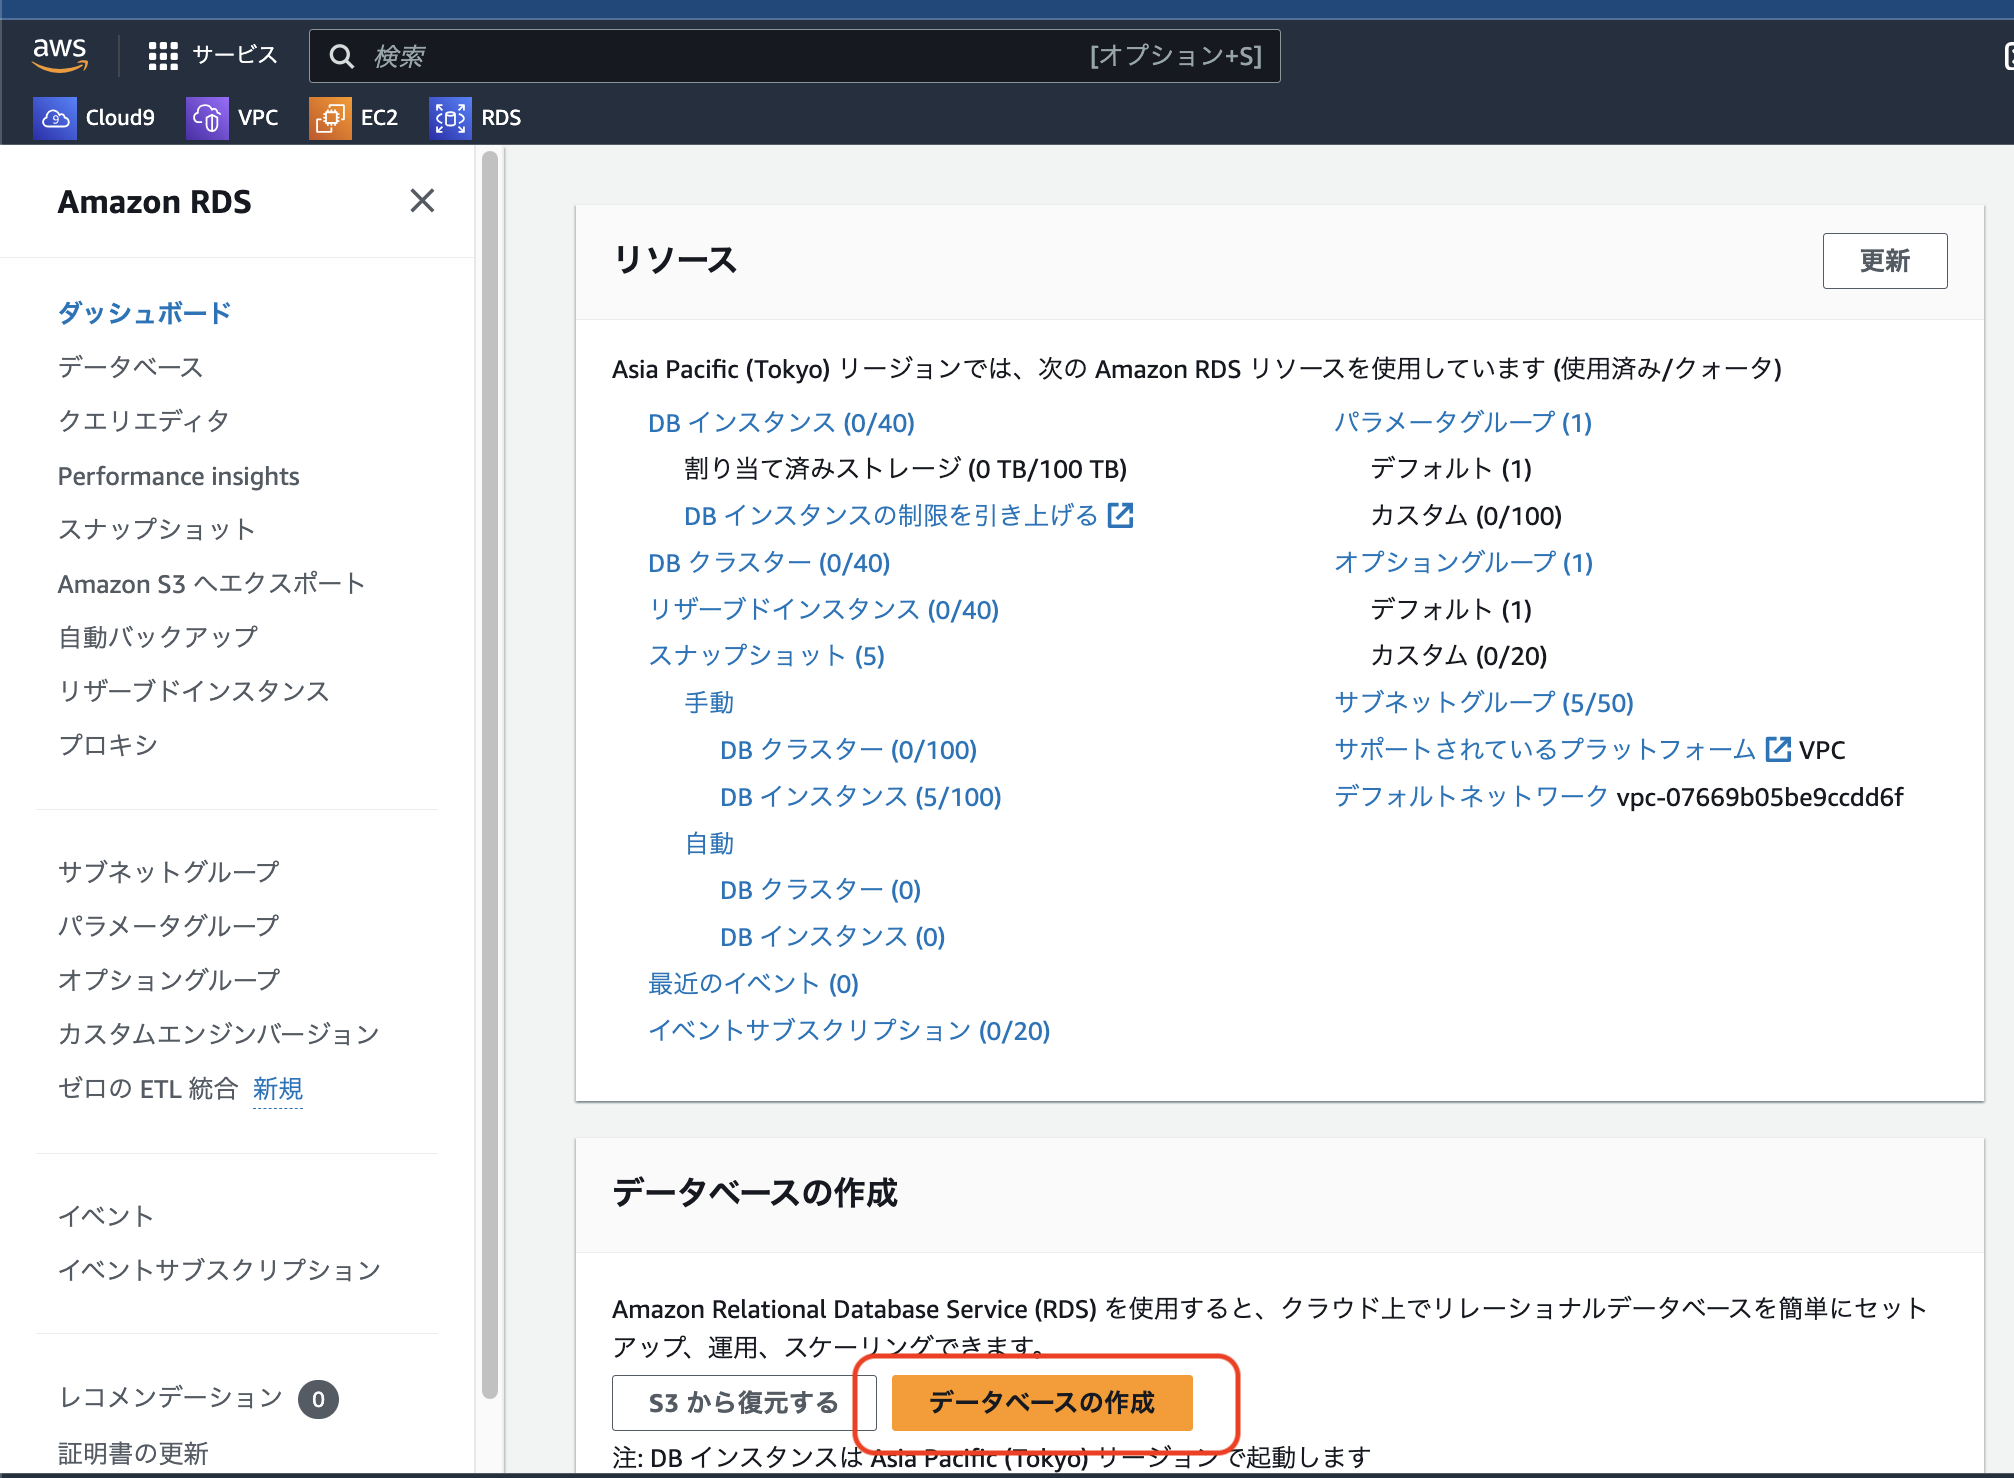 aws
サービス
検索
[オプション+S]
Cloud9
VPC
EC2
RDS
Amazon RDS
ダッシュボード
データベース
クエリエディタ
Performance insights
スナップショット
Amazon S3 へエクスポート
自動バックアップ
リザーブドインスタンス
プロキシ
サブネットグループ
パラメータグループ
オプショングループ
カスタムエンジンバージョン
ゼロの ETL 統合 新規
イベント
イベントサブスクリプション
レコメンデーション 0
証明書の更新
リソース
更新
Asia Pacific (Tokyo) リージョンでは、次の Amazon RDS リソースを使用しています (使用済み/クォータ)
DB インスタンス (0/40)
割り当て済みストレージ (0 TB/100 TB)
DB インスタンスの制限を引き上げる
DB クラスター (0/40)
リザーブドインスタンス (0/40)
スナップショット (5)
手動
DB クラスター (0/100)
DB インスタンス (5/100)
自動
DB クラスター (0)
DB インスタンス (0)
最近のイベント (0)
イベントサブスクリプション (0/20)
パラメータグループ (1)
デフォルト (1)
カスタム (0/100)
オプショングループ (1)
デフォルト (1)
カスタム (0/20)
サブネットグループ (5/50)
サポートされているプラットフォーム VPC
デフォルトネットワーク vpc-07669b05be9ccdd6f
データベースの作成
Amazon Relational Database Service (RDS) を使用すると、クラウド上でリレーショナルデータベースを簡単にセット
アップ、運用、スケーリングできます。
S3 から復元する
データベースの作成
注: DB インスタンスは Asia Pacific (Tokyo) リージョン で起動します